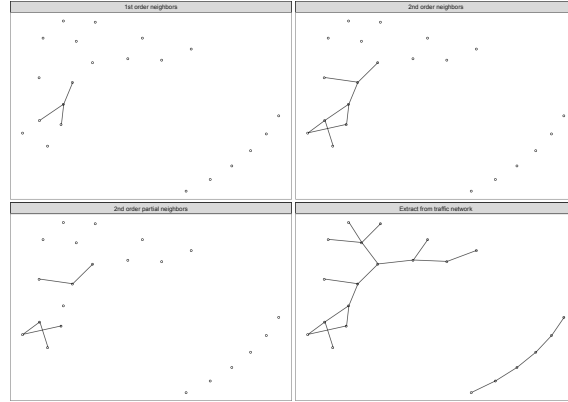 1st order neighbors
2nd order neighbors
2nd order partial neighbors
Extract from traffic network